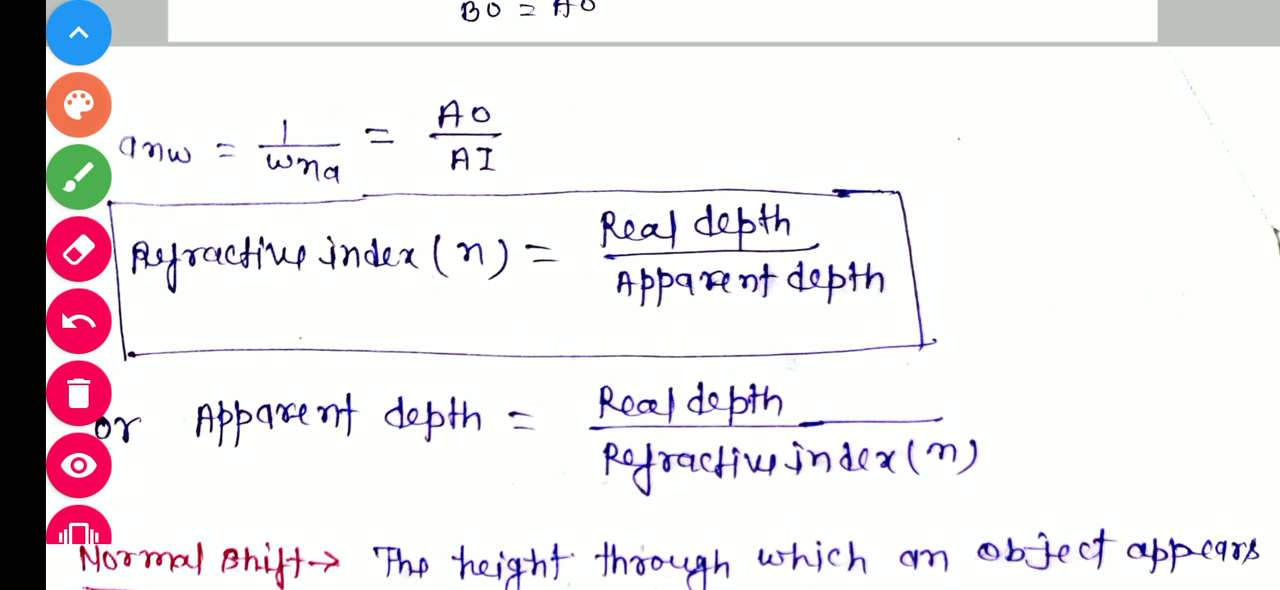 BO = AO
anw = 1/wna = AO/AI
Refractive index (n) = Real depth/Apparent depth
or Apparent depth = Real depth/Refractive index (n)
Normal Shift→ The height through which an object appears